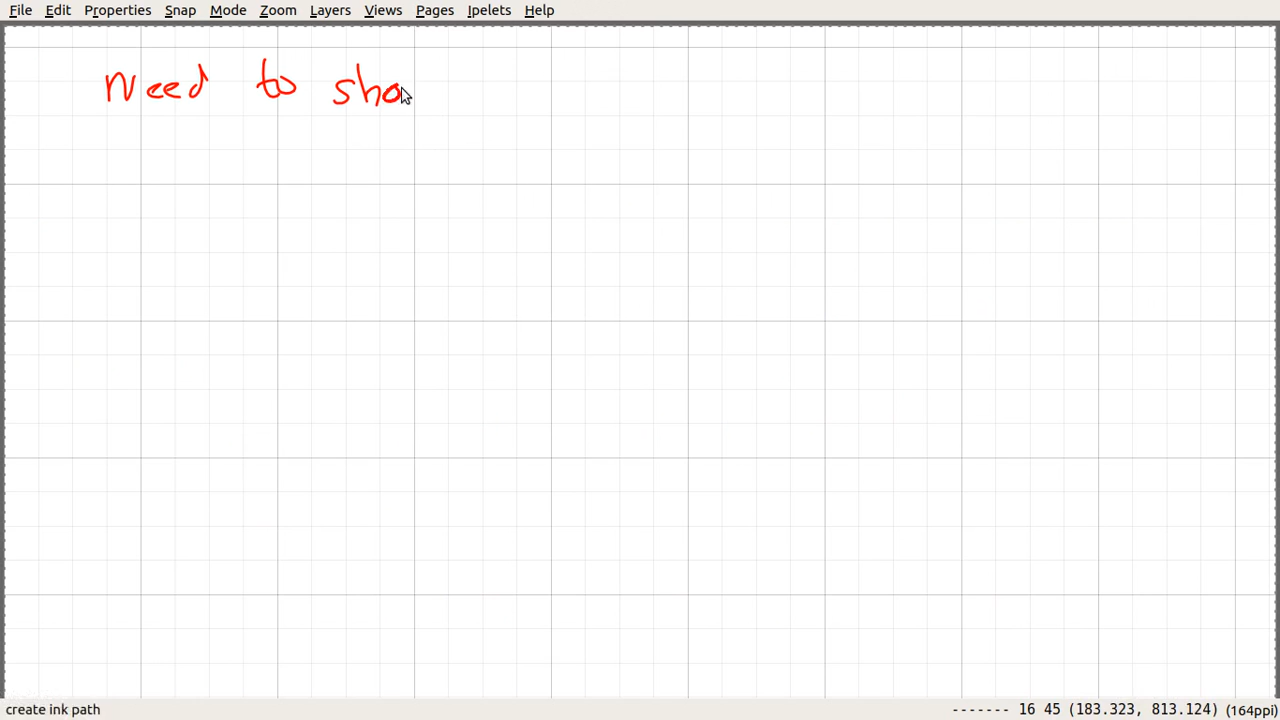 File Edit Properties Snap Mode Zoom Layers Views Pages Ipelets Help
Need to sho
create ink path
------- 16 45 (183.323, 813.124) (164ppi)